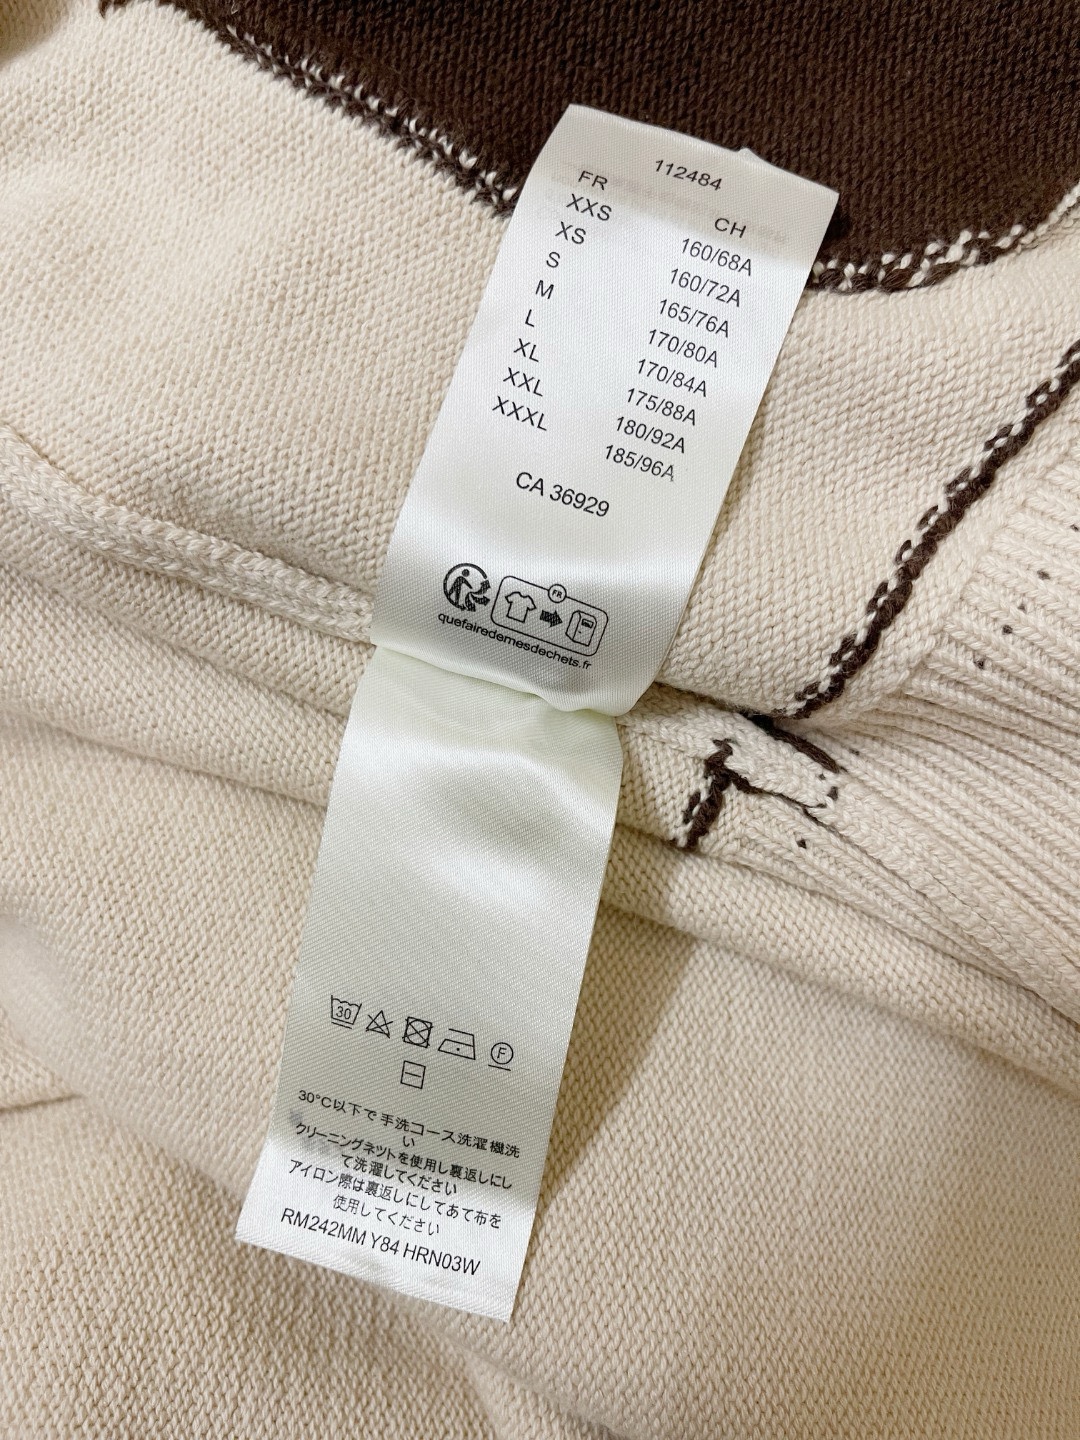 112484
FR CH
XXS 160/68A
XS 160/72A
S 165/76A
M 170/80A
L 170/84A
XL 175/88A
XXL 180/92A
XXXL 185/96A
CA 36929
FR
quefairedemesdechets.fr
30 F
30°C以下で手洗コース洗濯機洗
い
クリーニングネットを使用し裏返しにし
て洗濯してください
アイロン際は裏返しにしてあて布を
使用してください
RM242MM Y84 HRN03W